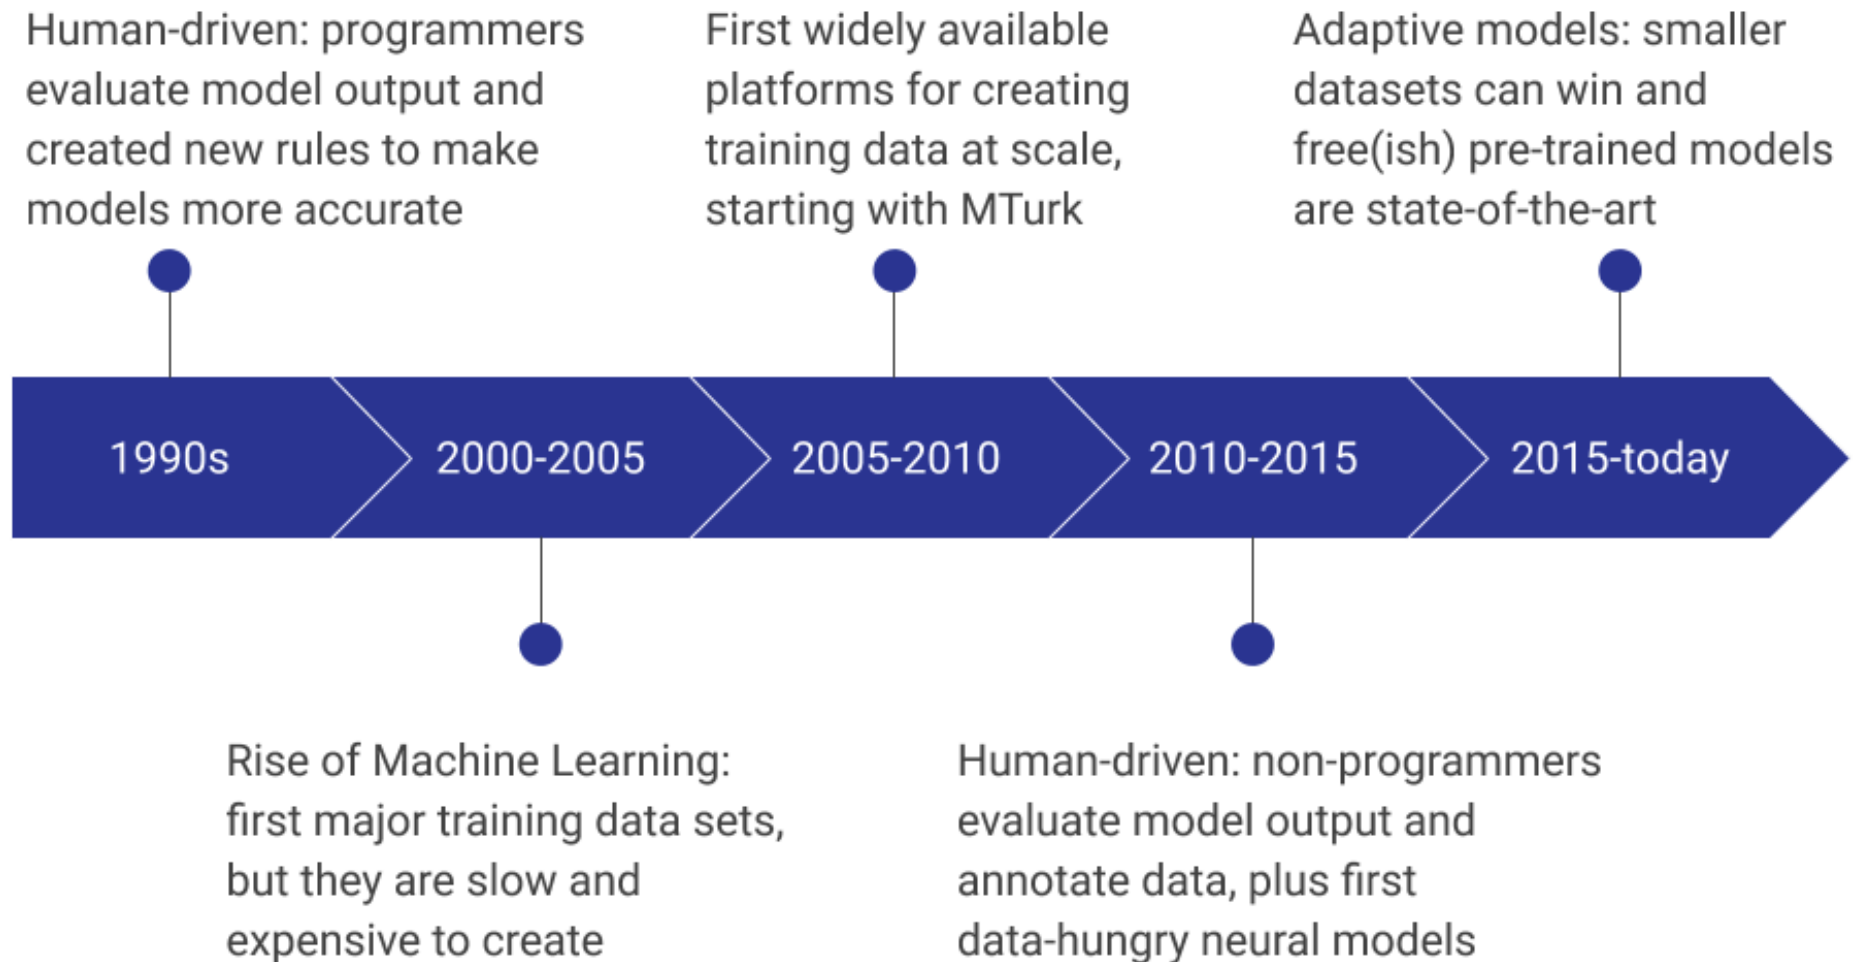 Human-driven: programmers
evaluate model output and
created new rules to make
models more accurate
First widely available
platforms for creating
training data at scale,
starting with MTurk
Adaptive models: smaller
datasets can win and
free(ish) pre-trained models
are state-of-the-art
1990s
2000-2005
2005-2010
2010-2015
2015-today
Rise of Machine Learning:
first major training data sets,
but they are slow and
expensive to create
Human-driven: non-programmers
evaluate model output and
annotate data, plus first
data-hungry neural models